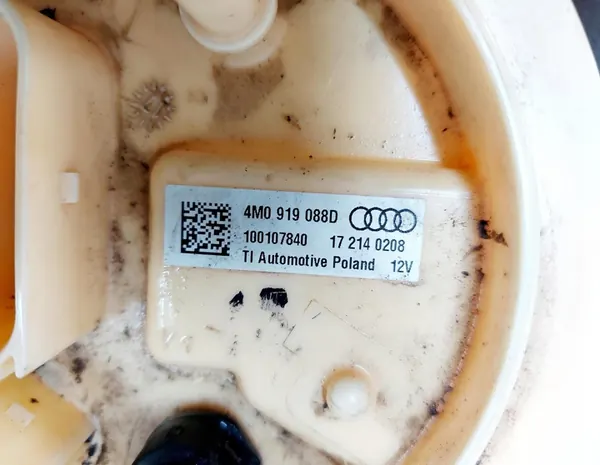 4M0 919 088D
100107840 17 214 0208
TI Automotive Poland 12V